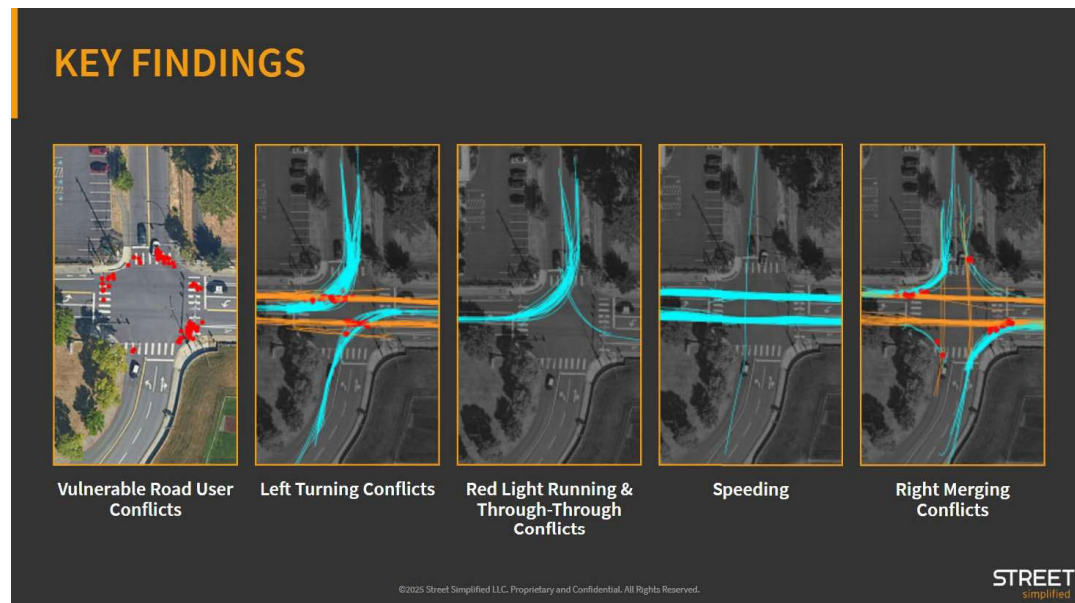 KEY FINDINGS
Vulnerable Road User
Conflicts
Left Turning Conflicts
Red Light Running &
Through-Through
Conflicts
Speeding
Right Merging
Conflicts
©2025 Street Simplified LLC. Proprietary and Confidential. All Rights Reserved.
STREET
simplified